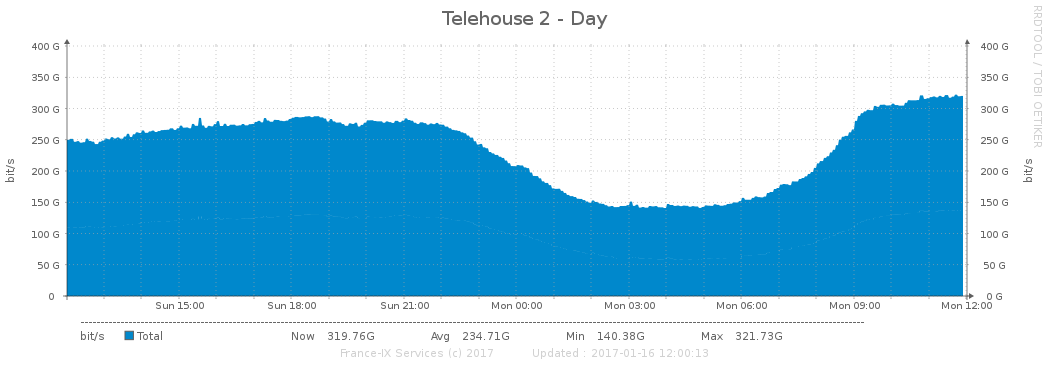 Telehouse 2 - Day
RRDTOOL / TOBI OETIKER
400 G 400 G
350 G 350 G
300 G 300 G
250 G 250 G
200 G 200 G
150 G 150 G
100 G 100 G
50 G 50 G
0 0 G
bit/s bit/s
Sun 15:00 Sun 18:00 Sun 21:00 Mon 00:00 Mon 03:00 Mon 06:00 Mon 09:00 Mon 12:00
bit/s Total Now 319.76G Avg 234.71G Min 140.38G Max 321.73G
France-IX Services (c) 2017 Updated : 2017-01-16 12:00:13